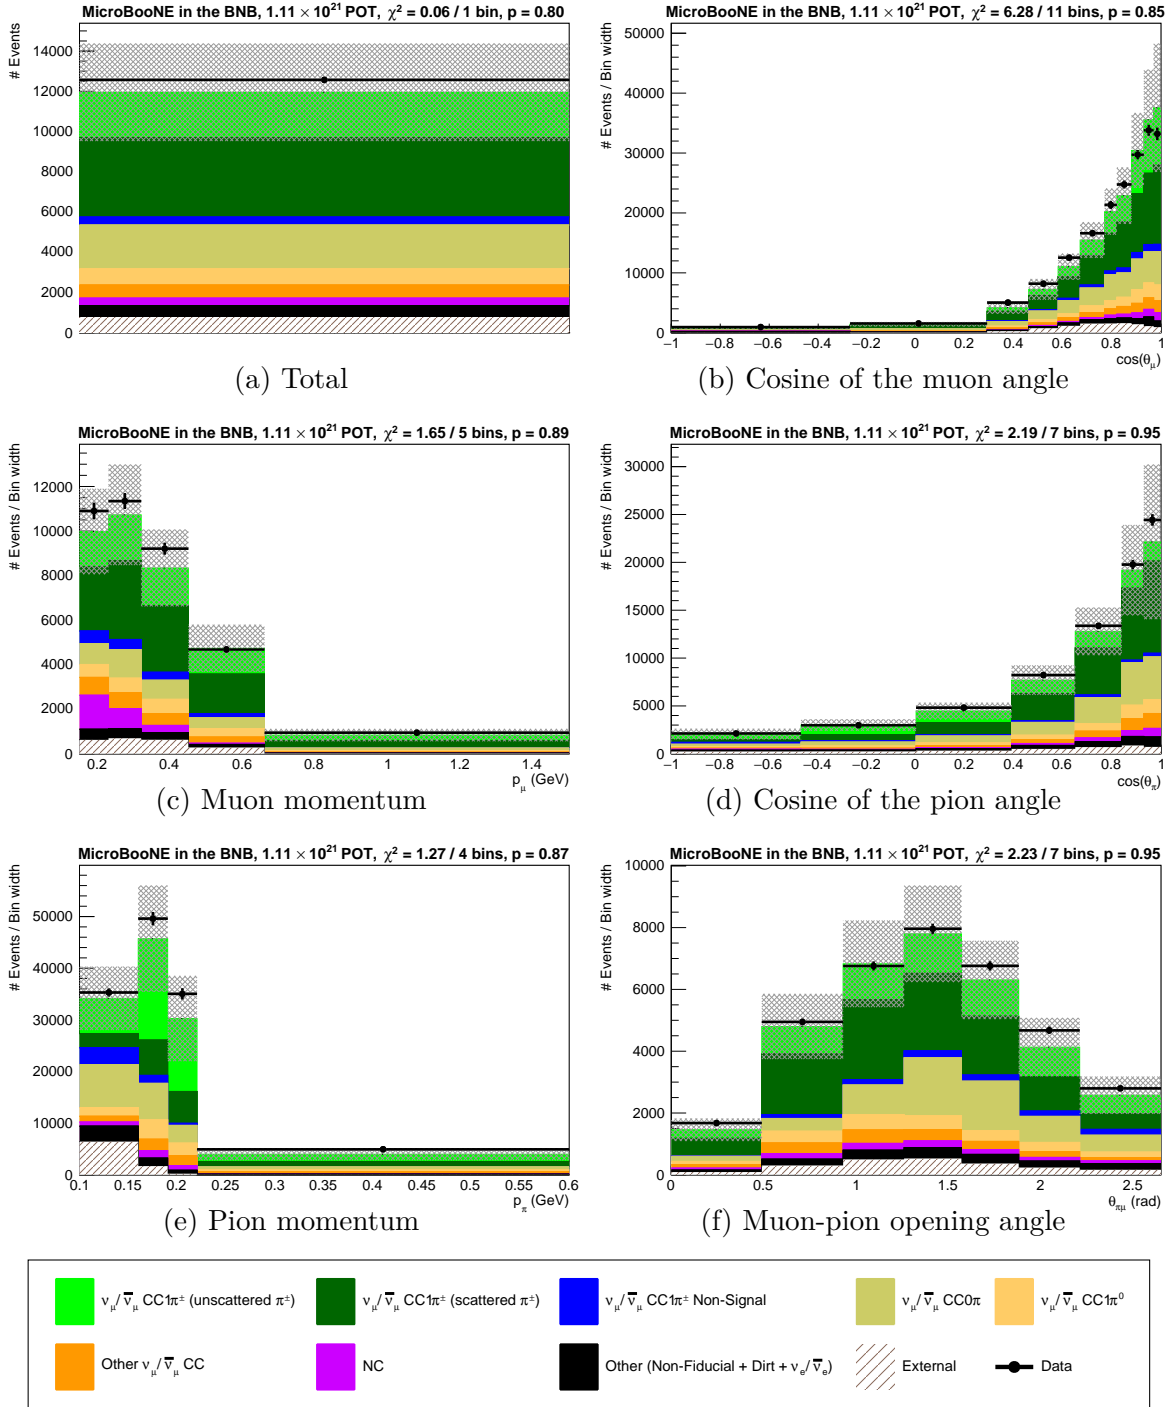 MicroBooNE in the BNB, 1.11 × 10²¹ POT, χ² = 0.06 / 1 bin, p = 0.80
# Events
14000
12000
10000
8000
6000
4000
2000
0
(a) Total
MicroBooNE in the BNB, 1.11 × 10²¹ POT, χ² = 6.28 / 11 bins, p = 0.85
# Events / Bin width
50000
40000
30000
20000
10000
0
−1 −0.8 −0.6 −0.4 −0.2 0 0.2 0.4 0.6 0.8 1
cos(θ_μ)
(b) Cosine of the muon angle
MicroBooNE in the BNB, 1.11 × 10²¹ POT, χ² = 1.65 / 5 bins, p = 0.89
# Events / Bin width
12000
10000
8000
6000
4000
2000
0
0.2 0.4 0.6 0.8 1 1.2 1.4
p_μ (GeV)
(c) Muon momentum
MicroBooNE in the BNB, 1.11 × 10²¹ POT, χ² = 2.19 / 7 bins, p = 0.95
# Events / Bin width
30000
25000
20000
15000
10000
5000
0
−1 −0.8 −0.6 −0.4 −0.2 0 0.2 0.4 0.6 0.8 1
cos(θ_π)
(d) Cosine of the pion angle
MicroBooNE in the BNB, 1.11 × 10²¹ POT, χ² = 1.27 / 4 bins, p = 0.87
# Events / Bin width
50000
40000
30000
20000
10000
0
0.1 0.15 0.2 0.25 0.3 0.35 0.4 0.45 0.5 0.55 0.6
p_π (GeV)
(e) Pion momentum
MicroBooNE in the BNB, 1.11 × 10²¹ POT, χ² = 2.23 / 7 bins, p = 0.95
# Events / Bin width
10000
8000
6000
4000
2000
0
0 0.5 1 1.5 2 2.5
θ_πμ (rad)
(f) Muon-pion opening angle
ν_μ/ν̅_μ CC1π± (unscattered π±) ν_μ/ν̅_μ CC1π± (scattered π±) ν_μ/ν̅_μ CC1π± Non-Signal ν_μ/ν̅_μ CC0π ν_μ/ν̅_μ CC1π⁰
Other ν_μ/ν̅_μ CC NC Other (Non-Fiducial + Dirt + ν_e/ν̅_e) External Data